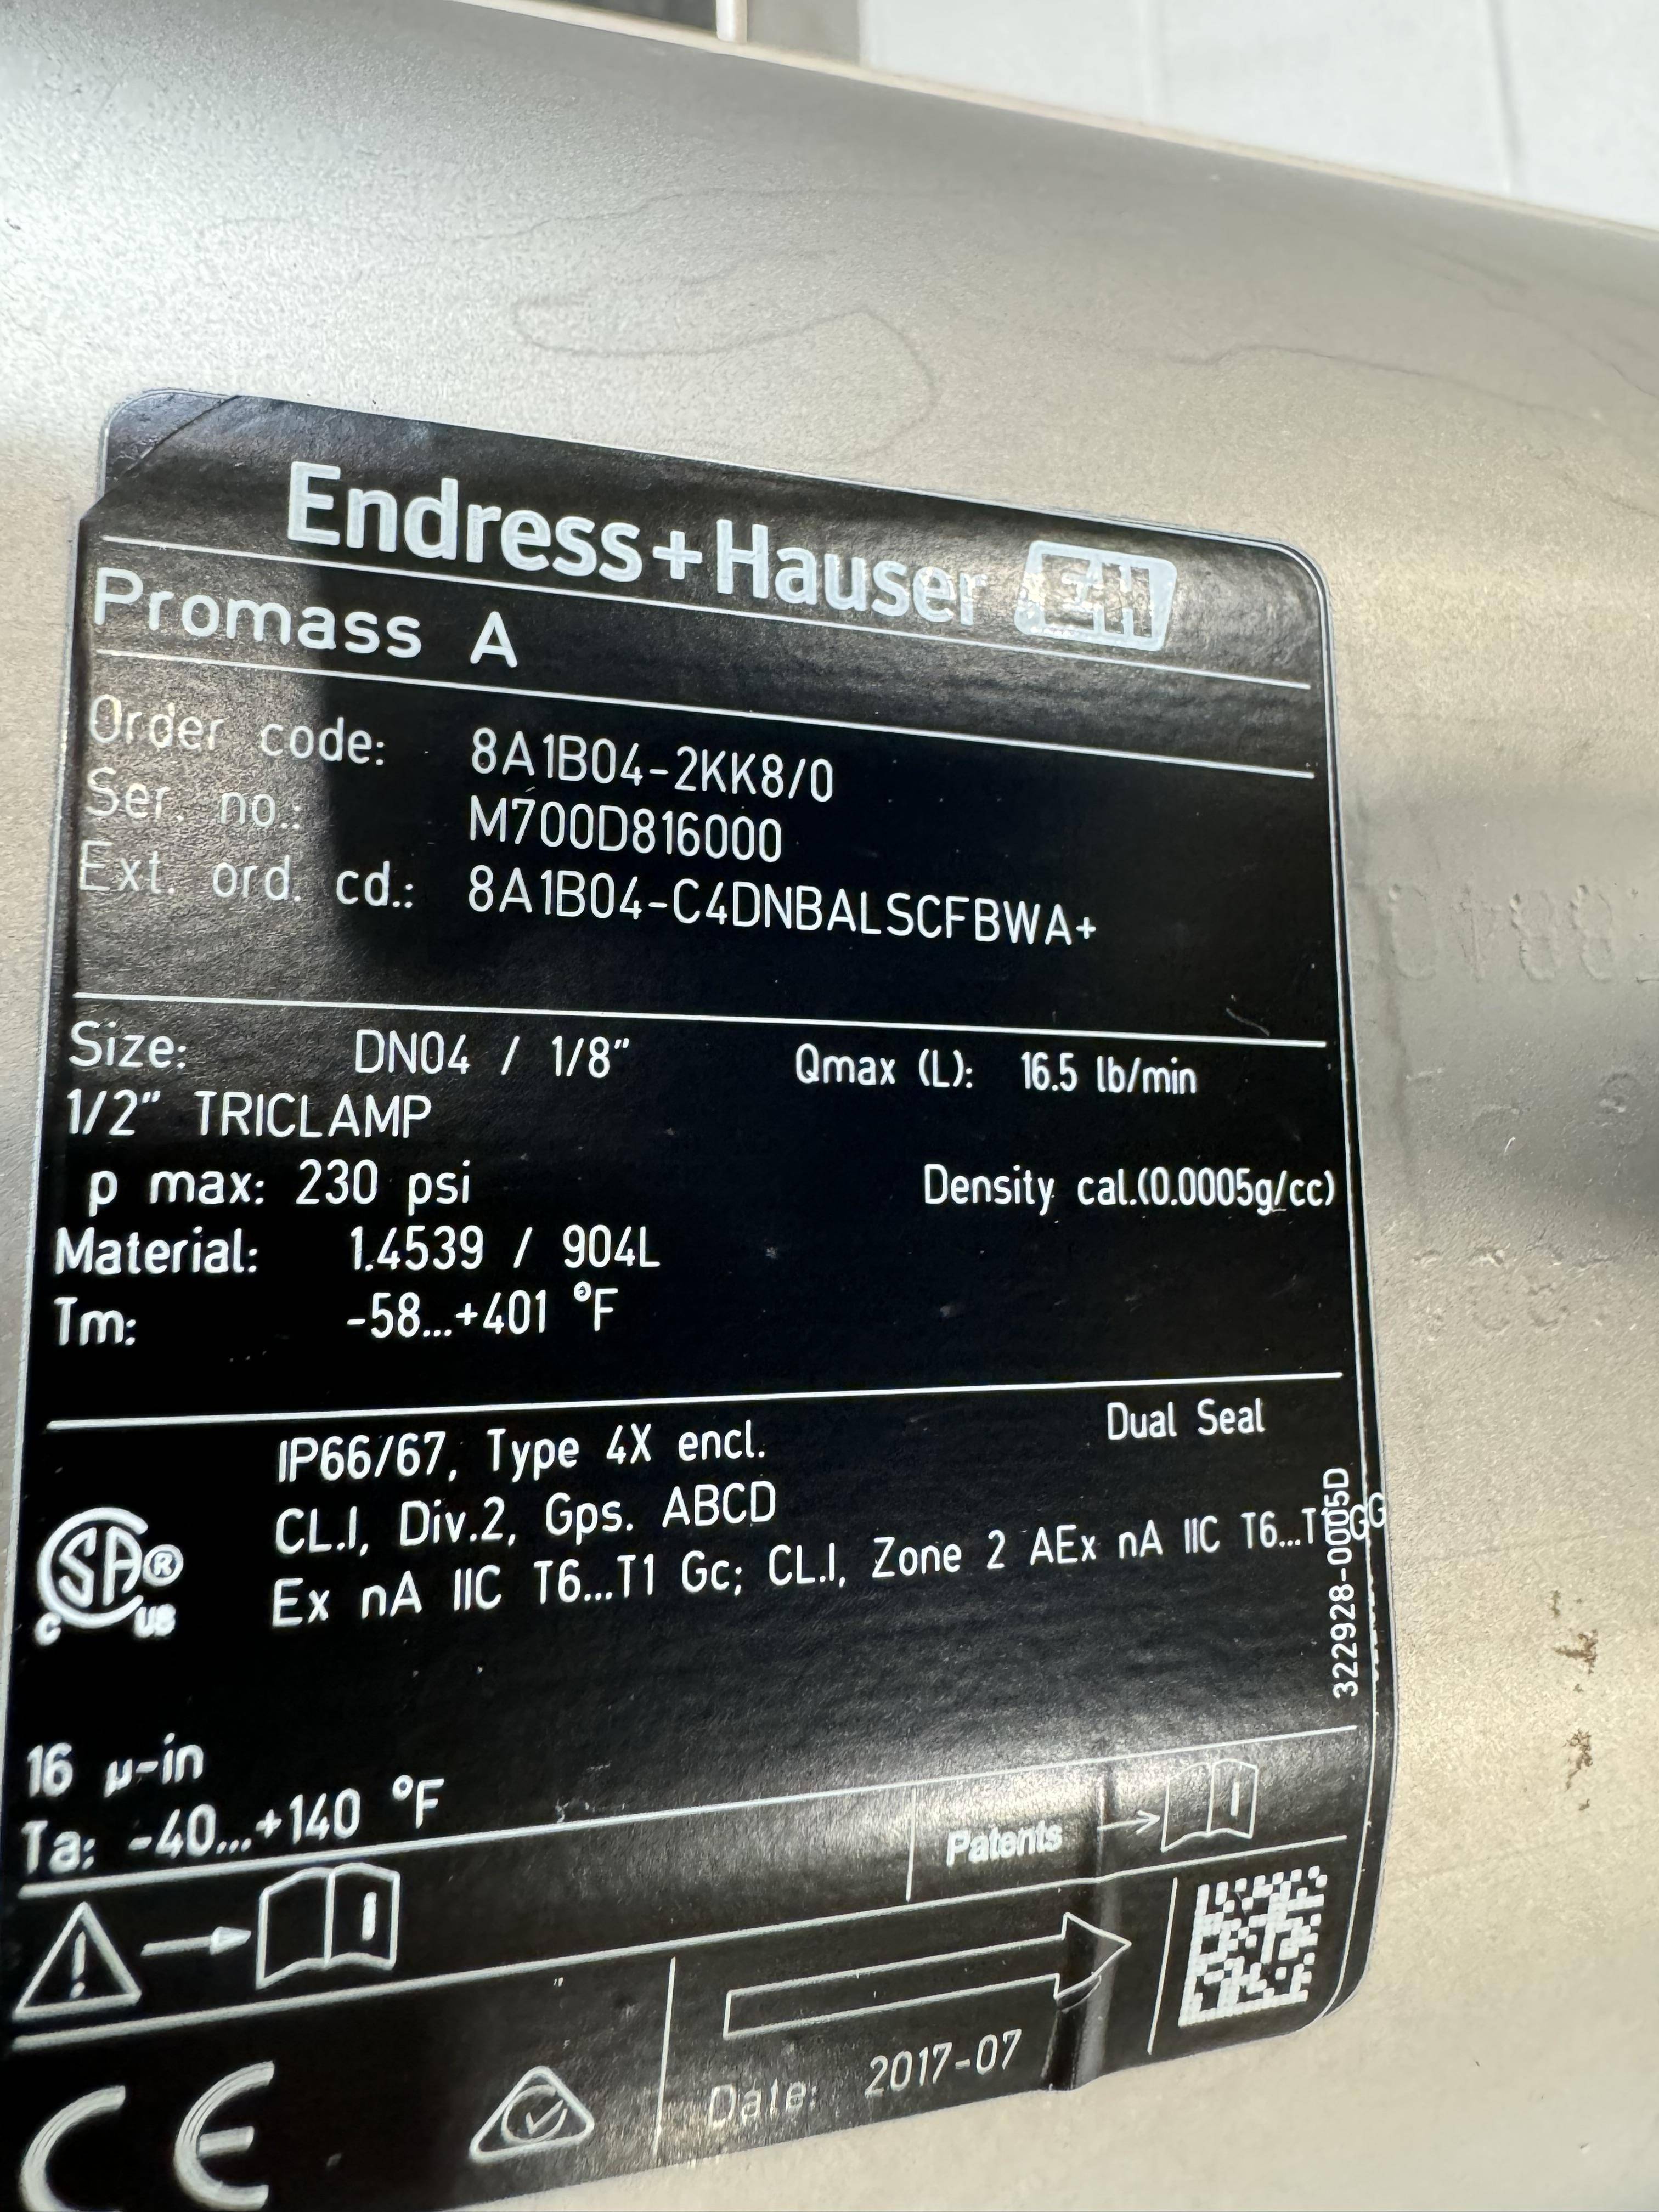 Endress+Hauser EH
Promass A
Order code: 8A1B04-2KK8/0
Ser. no.: M700D816000
Ext. ord. cd.: 8A1B04-C4DNBALSCFBWA+
Size: DN04 / 1/8" Qmax (L): 16.5 lb/min
1/2" TRICLAMP
p max: 230 psi Density cal.(0.0005g/cc)
Material: 1.4539 / 904L
Tm: -58...+401 °F
IP66/67, Type 4X encl. Dual Seal
CL.I, Div.2, Gps. ABCD
Ex nA IIC T6...T1 Gc; CL.I, Zone 2 AEx nA IIC
322928-0005D
SA®
C US
16 µ-in
Ta: -40...+140 °F
Patents
Date: 2017-07
CE